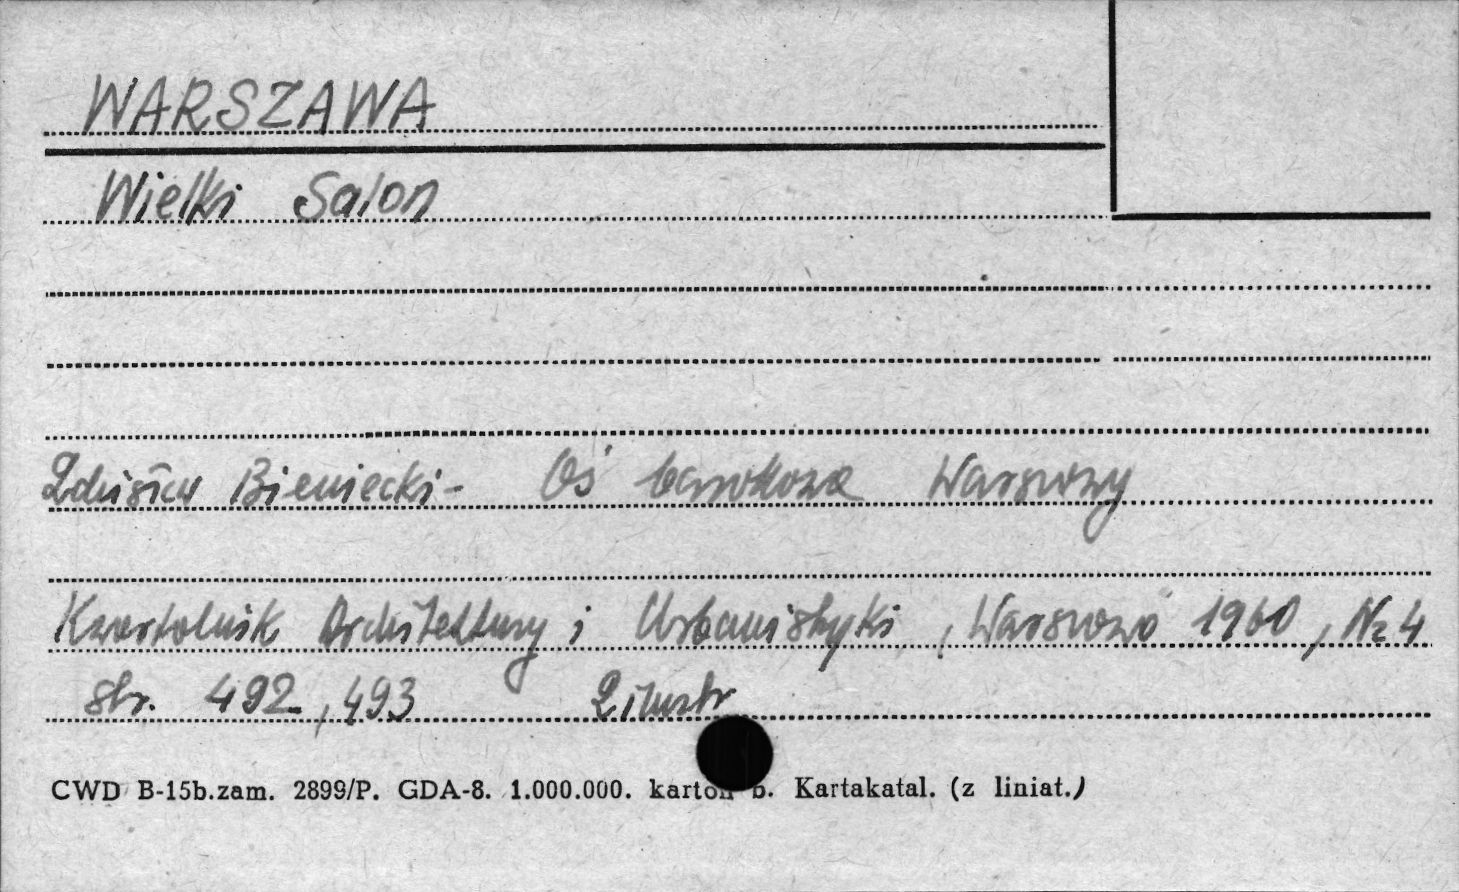 WARSZAWA
Wielki Salon
Zdzisław Bieniecki - Oś barokowa Warszawy
Kwartalnik Architektury i Urbanistyki, Warszawa 1960, Nr 4
str. 492, 493 2 ilustr
CWD B-15b.zam. 2899/P. GDA-8. 1.000.000. karton b. Kartakatal. (z liniat.)